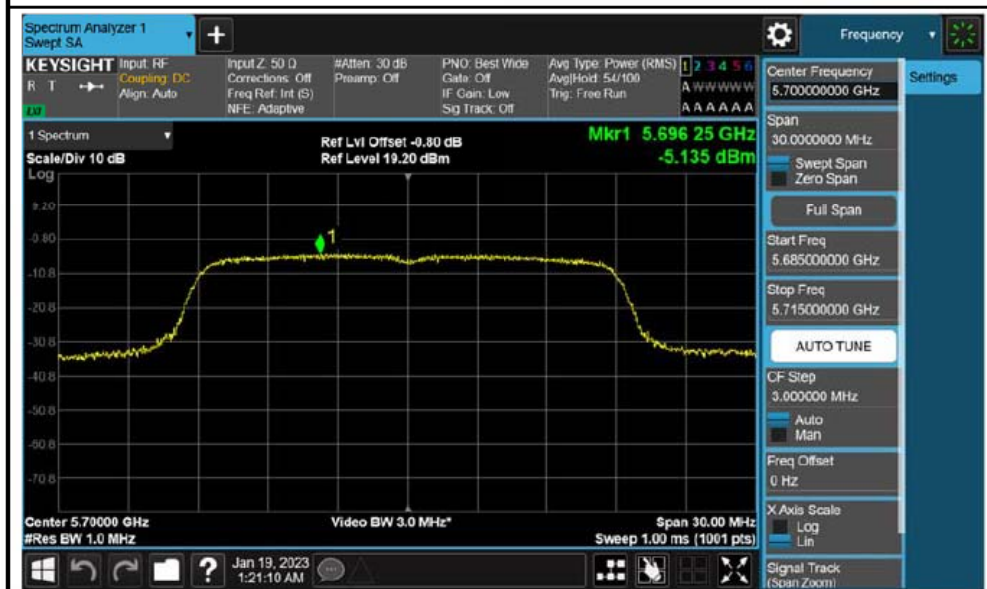 Spectrum Analyzer 1
Swept SA
Frequency
KEYSIGHT
R T
EXT
Input: RF
Coupling: DC
Align: Auto
Input Z: 50 Ω
Corrections: Off
Freq Ref: Int (S)
NFE: Adaptive
#Atten: 30 dB
Preamp: Off
PNO: Best Wide
Gate: Off
IF Gain: Low
Sig Track: Off
Avg Type: Power (RMS)
Avg|Hold: 54/100
Trig: Free Run
1 2 3 4 5 6
A W W W W W
A A A A A A
1 Spectrum
Scale/Div 10 dB
Log
Ref Lvl Offset -0.80 dB
Ref Level 19.20 dBm
Mkr1 5.696 25 GHz
-5.135 dBm
9.20
-0.80
-10.8
-20.8
-30.8
-40.8
-50.8
-60.8
-70.8
1
Center 5.70000 GHz
#Res BW 1.0 MHz
Video BW 3.0 MHz*
Span 30.00 MHz
Sweep 1.00 ms (1001 pts)
Jan 19, 2023
1:21:10 AM
Center Frequency
5.700000000 GHz
Settings
Span
30.0000000 MHz
Swept Span
Zero Span
Full Span
Start Freq
5.685000000 GHz
Stop Freq
5.715000000 GHz
AUTO TUNE
CF Step
3.000000 MHz
Auto
Man
Freq Offset
0 Hz
X Axis Scale
Log
Lin
Signal Track
(Span Zoom)